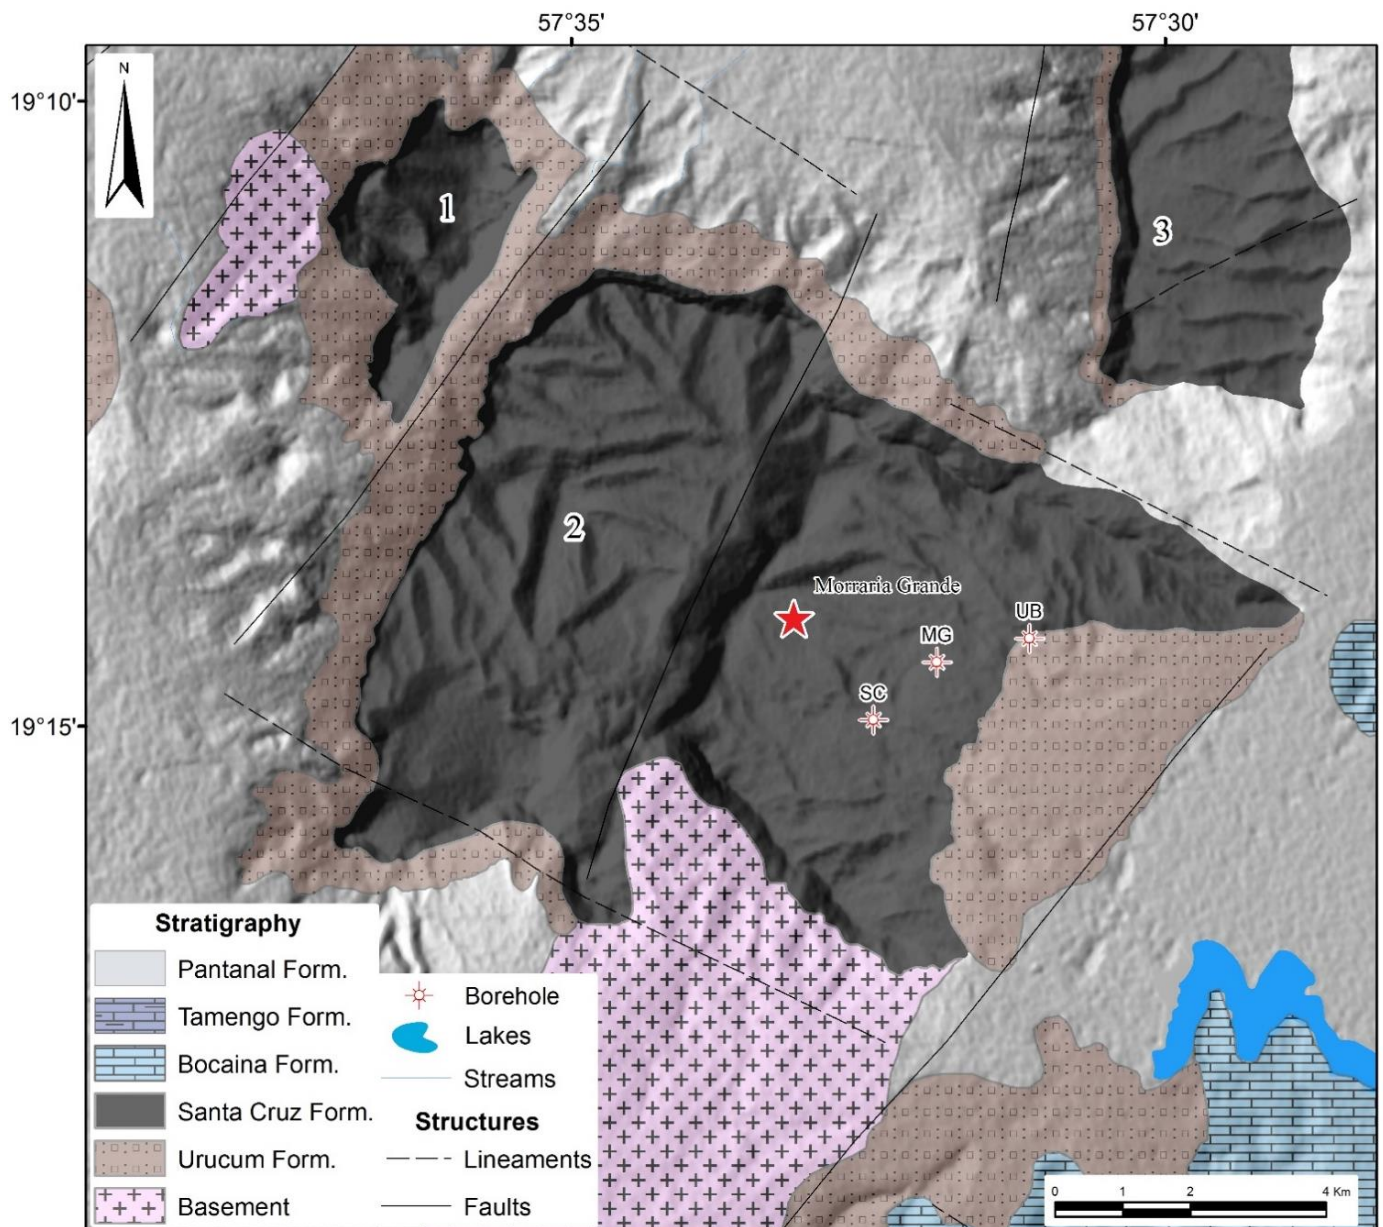 57°35'
57°30'
19°10'
N
1
3
2
Morraria Grande
UB
MG
SC
19°15'
Stratigraphy
Pantanal Form.
Tamengo Form.
Bocaina Form.
Santa Cruz Form.
Urucum Form.
Basement
Borehole
Lakes
Streams
Structures
Lineaments
Faults
0 1 2 4 Km